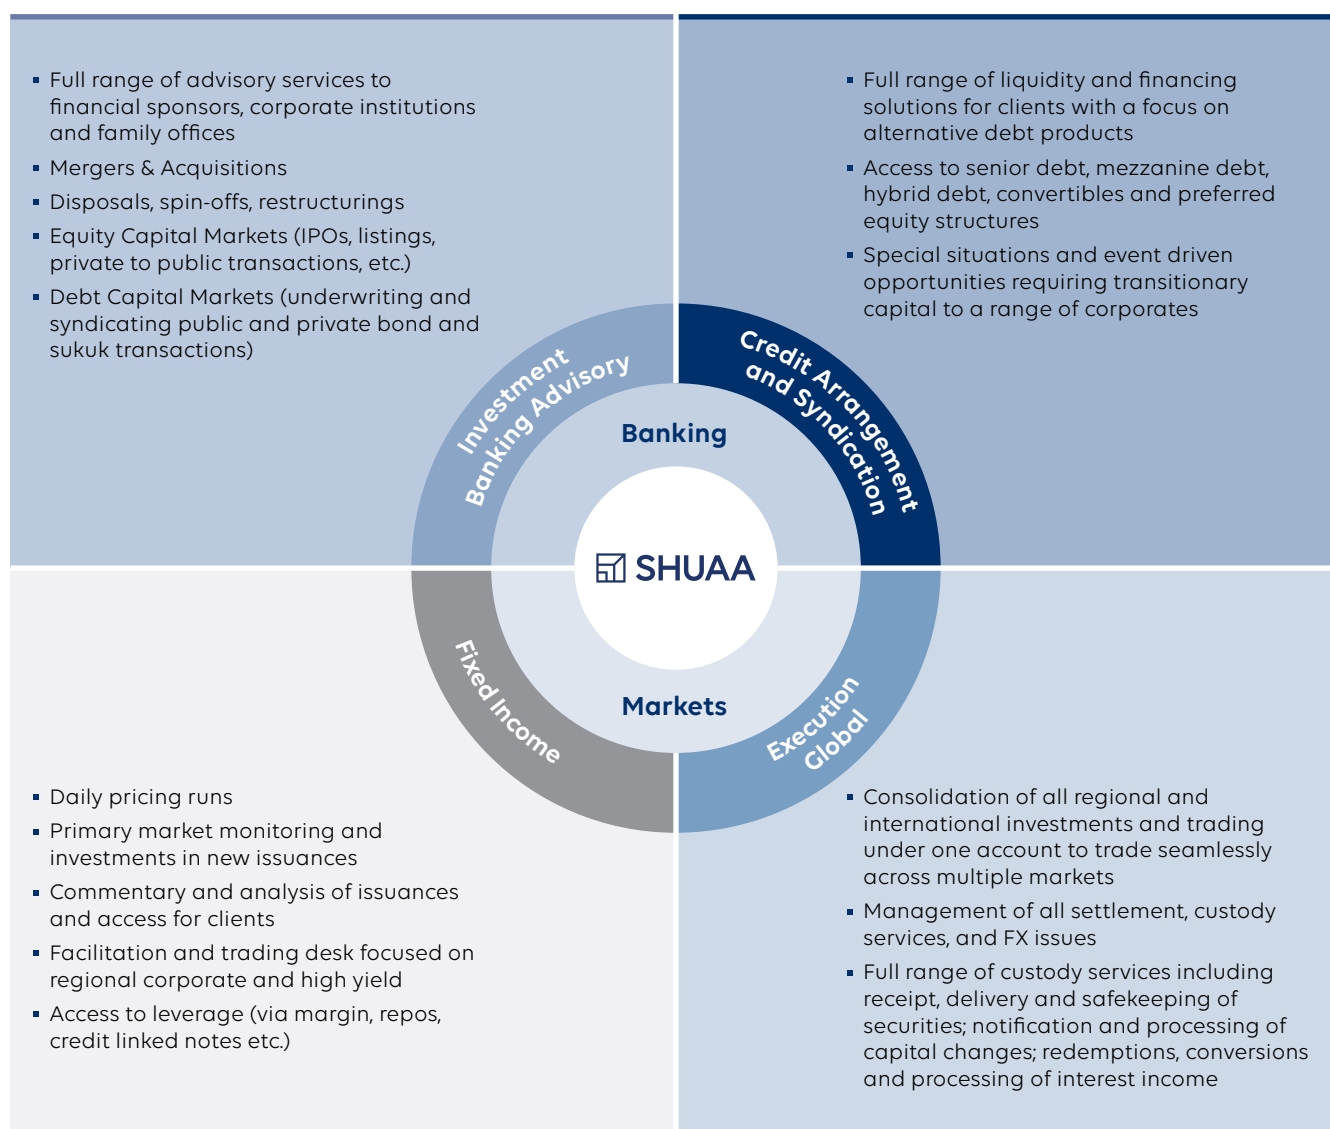 ▪ Full range of advisory services to
financial sponsors, corporate institutions
and family offices
▪ Mergers & Acquisitions
▪ Disposals, spin-offs, restructurings
▪ Equity Capital Markets (IPOs, listings,
private to public transactions, etc.)
▪ Debt Capital Markets (underwriting and
syndicating public and private bond and
sukuk transactions)
▪ Full range of liquidity and financing
solutions for clients with a focus on
alternative debt products
▪ Access to senior debt, mezzanine debt,
hybrid debt, convertibles and preferred
equity structures
▪ Special situations and event driven
opportunities requiring transitionary
capital to a range of corporates
Investment
Banking Advisory
Credit Arrangement
and Syndication
Banking
SHUAA
Markets
Fixed Income
Execution
Global
▪ Daily pricing runs
▪ Primary market monitoring and
investments in new issuances
▪ Commentary and analysis of issuances
and access for clients
▪ Facilitation and trading desk focused on
regional corporate and high yield
▪ Access to leverage (via margin, repos,
credit linked notes etc.)
▪ Consolidation of all regional and
international investments and trading
under one account to trade seamlessly
across multiple markets
▪ Management of all settlement, custody
services, and FX issues
▪ Full range of custody services including
receipt, delivery and safekeeping of
securities; notification and processing of
capital changes; redemptions, conversions
and processing of interest income